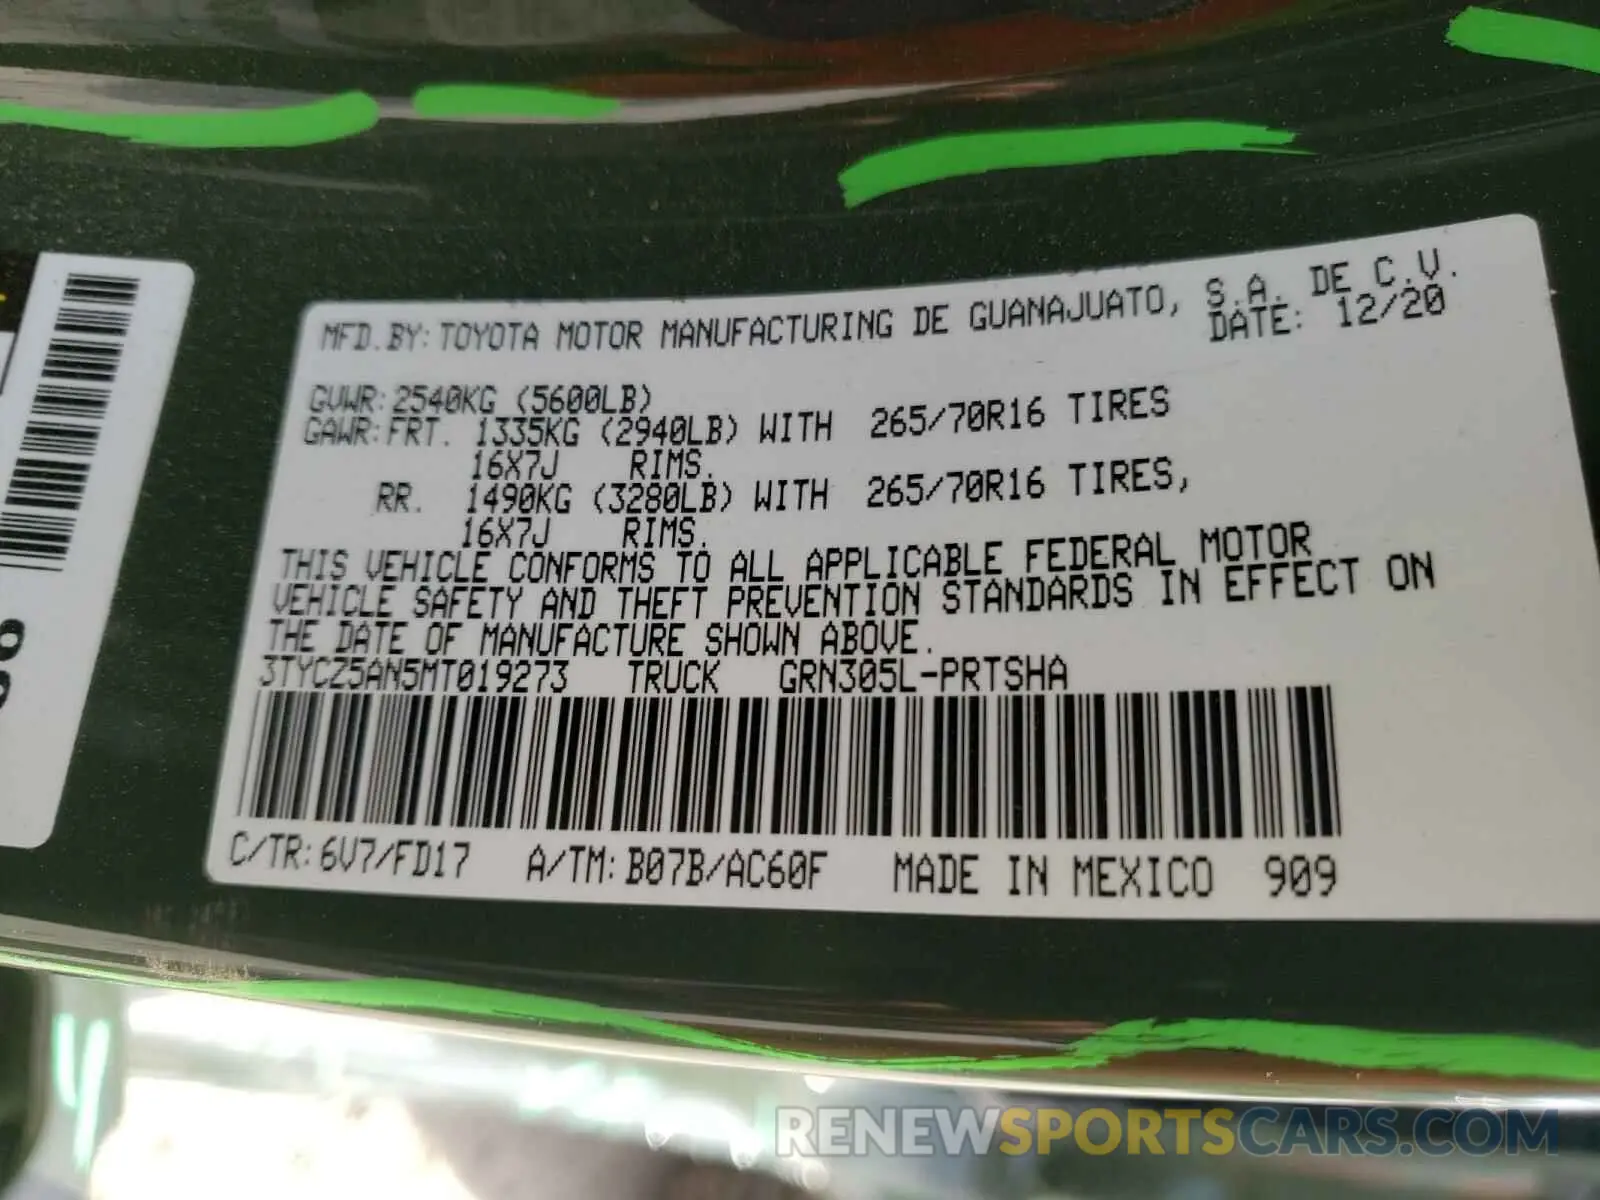 MFD.BY:TOYOTA MOTOR MANUFACTURING DE GUANAJUATO, S.A. DE C.V.
DATE: 12/20
GVWR:2540KG (5600LB)
GAWR:FRT. 1335KG (2940LB) WITH 265/70R16 TIRES
16X7J RIMS.
RR. 1490KG (3280LB) WITH 265/70R16 TIRES,
16X7J RIMS.
THIS VEHICLE CONFORMS TO ALL APPLICABLE FEDERAL MOTOR
VEHICLE SAFETY AND THEFT PREVENTION STANDARDS IN EFFECT ON
THE DATE OF MANUFACTURE SHOWN ABOVE.
3TYCZ5AN5MT019273 TRUCK GRN305L-PRTSHA
C/TR:6V7/FD17 A/TM:B07B/AC60F MADE IN MEXICO 909
RENEWSPORTSCARS.COM